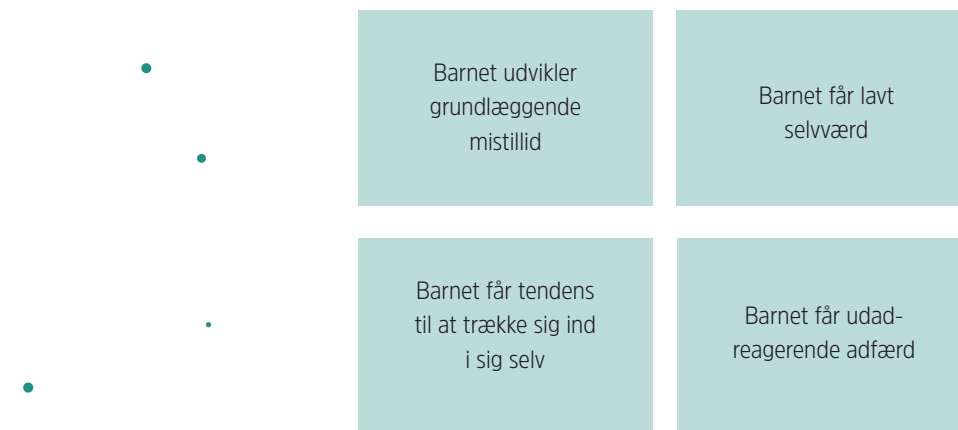 Barnet udvikler
grundlæggende
mistillid
Barnet får lavt
selvværd
Barnet får tendens
til at trække sig ind
i sig selv
Barnet får udad-
reagerende adfærd